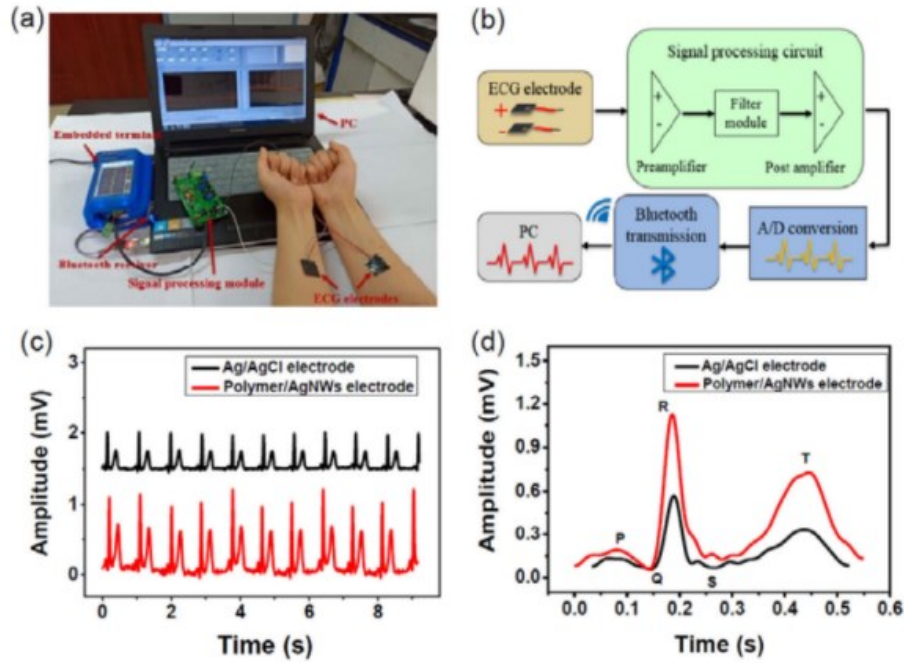 (a)
Embedded terminal
PC
Bluetooth receiver
Signal processing module
ECG electrodes
(b)
Signal processing circuit
ECG electrode
+
-
+
-
Filter
module
+
-
Preamplifier
Post amplifier
PC
Bluetooth
transmission
A/D conversion
(c)
Ag/AgCl electrode
Polymer/AgNWs electrode
Amplitude (mV)
3
2
1
0
0
2
4
6
8
Time (s)
(d)
Ag/AgCl electrode
Polymer/AgNWs electrode
Amplitude (mV)
1.5
1.2
0.9
0.6
0.3
0.0
P
Q
R
S
T
0.0
0.1
0.2
0.3
0.4
0.5
0.6
Time (s)